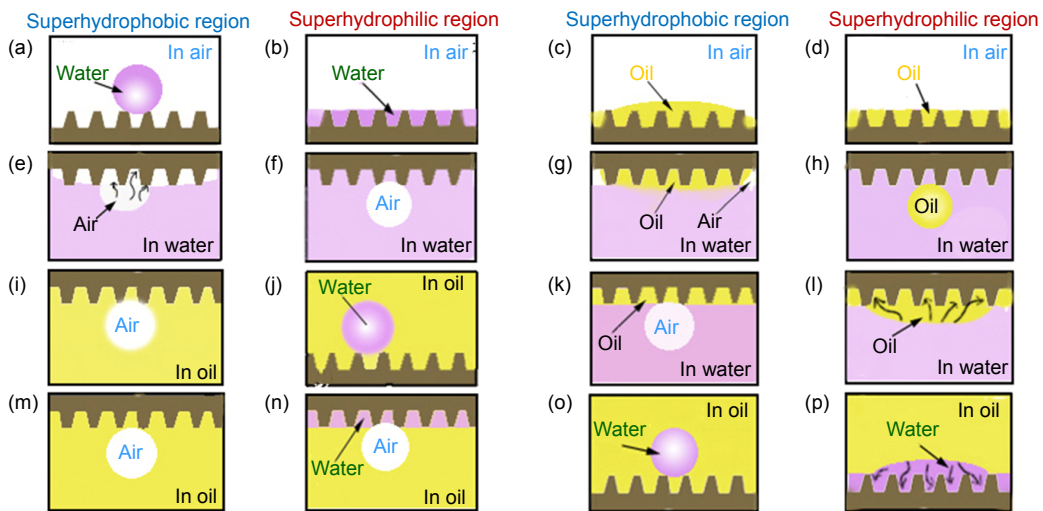 Superhydrophobic region
Superhydrophilic region
Superhydrophobic region
Superhydrophilic region
(a)
In air
Water
(b)
In air
Water
(c)
In air
Oil
(d)
In air
Oil
(e)
Air
In water
(f)
Air
In water
(g)
Oil
Air
In water
(h)
Oil
In water
(i)
Air
In oil
(j)
In oil
Water
(k)
Air
Oil
In water
(l)
Oil
In water
(m)
Air
In oil
(n)
Air
Water
In oil
(o)
In oil
Water
(p)
In oil
Water